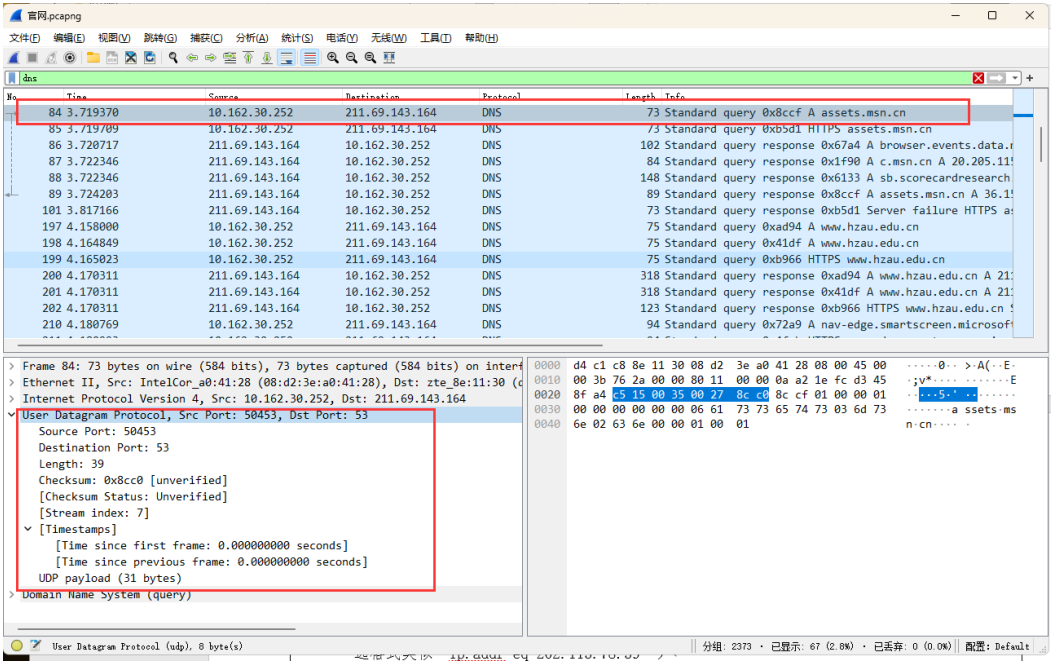 官网.pcapng
文件(F) 编辑(E) 视图(V) 跳转(G) 捕获(C) 分析(A) 统计(S) 电话(Y) 无线(W) 工具(T) 帮助(H)
dns
No. Time Source Destination Protocol Length Info
84 3.719370 10.162.30.252 211.69.143.164 DNS 73 Standard query 0x8ccf A assets.msn.cn
85 3.719709 10.162.30.252 211.69.143.164 DNS 73 Standard query 0xb5d1 HTTPS assets.msn.cn
86 3.720717 211.69.143.164 10.162.30.252 DNS 102 Standard query response 0x67a4 A browser.events.data.
87 3.722346 211.69.143.164 10.162.30.252 DNS 84 Standard query response 0x1f90 A c.msn.cn A 20.205.115
88 3.722346 211.69.143.164 10.162.30.252 DNS 148 Standard query response 0x6133 A sb.scorecardresearch
89 3.724203 211.69.143.164 10.162.30.252 DNS 89 Standard query response 0x8ccf A assets.msn.cn A 36.15
101 3.817166 211.69.143.164 10.162.30.252 DNS 73 Standard query response 0xb5d1 Server failure HTTPS as
197 4.158000 10.162.30.252 211.69.143.164 DNS 75 Standard query 0xad94 A www.hzau.edu.cn
198 4.164849 10.162.30.252 211.69.143.164 DNS 75 Standard query 0x41df A www.hzau.edu.cn
199 4.165023 10.162.30.252 211.69.143.164 DNS 75 Standard query 0xb966 HTTPS www.hzau.edu.cn
200 4.170311 211.69.143.164 10.162.30.252 DNS 318 Standard query response 0xad94 A www.hzau.edu.cn A 211
201 4.170311 211.69.143.164 10.162.30.252 DNS 318 Standard query response 0x41df A www.hzau.edu.cn A 211
202 4.170311 211.69.143.164 10.162.30.252 DNS 123 Standard query response 0xb966 HTTPS www.hzau.edu.cn
210 4.180769 10.162.30.252 211.69.143.164 DNS 94 Standard query 0x72a9 A nav-edge.smartscreen.microsoft
Frame 84: 73 bytes on wire (584 bits), 73 bytes captured (584 bits) on interf
Ethernet II, Src: IntelCor_a0:41:28 (08:d2:3e:a0:41:28), Dst: zte_8e:11:30 (
Internet Protocol Version 4, Src: 10.162.30.252, Dst: 211.69.143.164
User Datagram Protocol, Src Port: 50453, Dst Port: 53
Source Port: 50453
Destination Port: 53
Length: 39
Checksum: 0x8cc0 [unverified]
[Checksum Status: Unverified]
[Stream index: 7]
[Timestamps]
[Time since first frame: 0.000000000 seconds]
[Time since previous frame: 0.000000000 seconds]
UDP payload (31 bytes)
Domain Name System (query)
0000 d4 c1 c8 8e 11 30 08 d2 3e a0 41 28 08 00 45 00 ·····0·· >·A(··E·
0010 00 3b 76 2a 00 00 80 11 00 00 0a a2 1e fc d3 45 ·;v*···· ·······E
0020 8f a4 c5 15 00 35 00 27 8c c0 8c cf 01 00 00 01 ·····5·' ········
0030 00 00 00 00 00 00 06 61 73 73 65 74 73 03 6d 73 ·······a ssets·ms
0040 6e 02 63 6e 00 00 01 00 01 n·cn···· ·
User Datagram Protocol (udp), 8 byte(s)
分组: 2373 · 已显示: 67 (2.8%) · 已丢弃: 0 (0.0%)
配置: Default